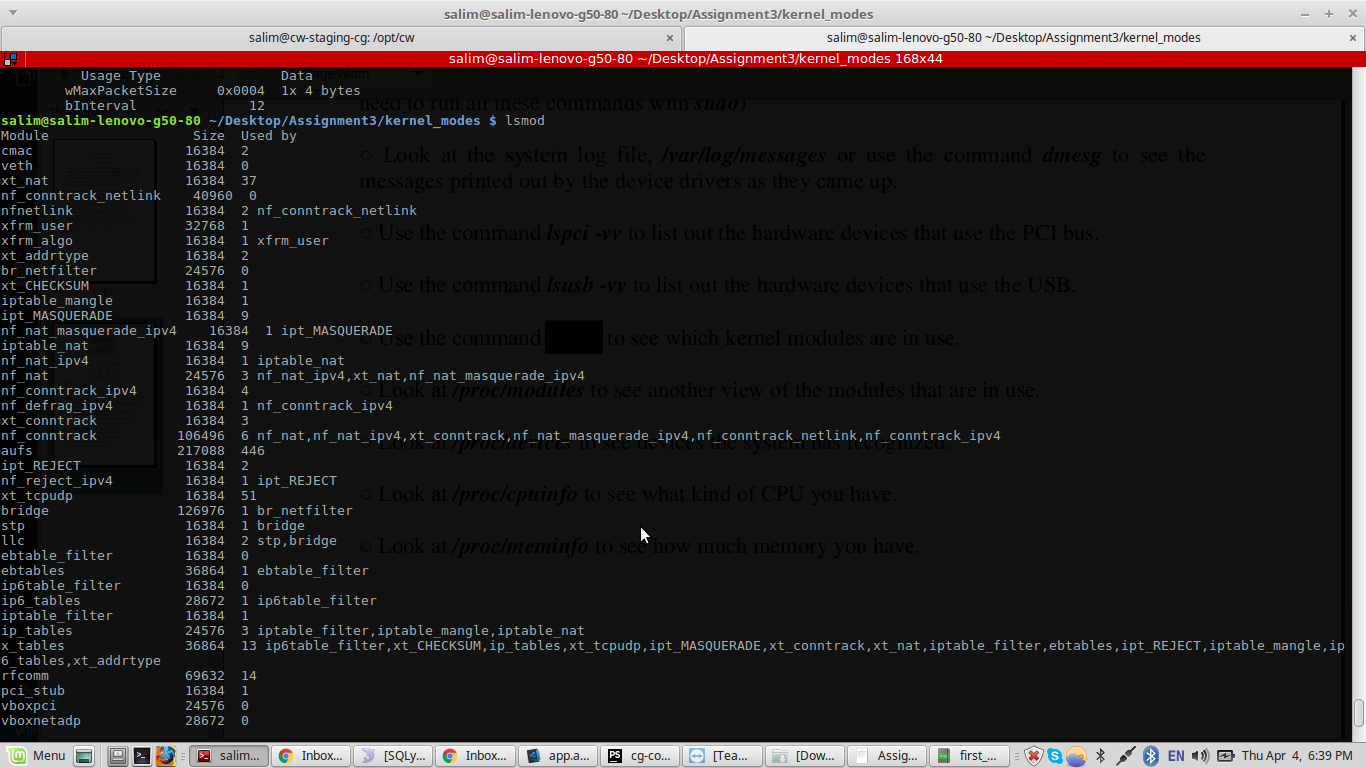 salim@salim-lenovo-g50-80 ~/Desktop/Assignment3/kernel_modes
salim@cw-staging-cg: /opt/cw × salim@salim-lenovo-g50-80 ~/Desktop/Assignment3/kernel_modes ×
salim@salim-lenovo-g50-80 ~/Desktop/Assignment3/kernel_modes 168x44
Usage Type Data
wMaxPacketSize 0x0004 1x 4 bytes
bInterval 12
need to run all these commands with sudo)
salim@salim-lenovo-g50-80 ~/Desktop/Assignment3/kernel_modes $ lsmod
Module Size Used by
cmac 16384 2
veth 16384 0
xt_nat 16384 37
nf_conntrack_netlink 40960 0
nfnetlink 16384 2 nf_conntrack_netlink
xfrm_user 32768 1
xfrm_algo 16384 1 xfrm_user
xt_addrtype 16384 2
br_netfilter 24576 0
xt_CHECKSUM 16384 1
iptable_mangle 16384 1
ipt_MASQUERADE 16384 9
nf_nat_masquerade_ipv4 16384 1 ipt_MASQUERADE
iptable_nat 16384 9
nf_nat_ipv4 16384 1 iptable_nat
nf_nat 24576 3 nf_nat_ipv4,xt_nat,nf_nat_masquerade_ipv4
nf_conntrack_ipv4 16384 4
nf_defrag_ipv4 16384 1 nf_conntrack_ipv4
xt_conntrack 16384 3
nf_conntrack 106496 6 nf_nat,nf_nat_ipv4,xt_conntrack,nf_nat_masquerade_ipv4,nf_conntrack_netlink,nf_conntrack_ipv4
aufs 217088 446
ipt_REJECT 16384 2
nf_reject_ipv4 16384 1 ipt_REJECT
xt_tcpudp 16384 51
bridge 126976 1 br_netfilter
stp 16384 1 bridge
llc 16384 2 stp,bridge
ebtable_filter 16384 0
ebtables 36864 1 ebtable_filter
ip6table_filter 16384 0
ip6_tables 28672 1 ip6table_filter
iptable_filter 16384 1
ip_tables 24576 3 iptable_filter,iptable_mangle,iptable_nat
x_tables 36864 13 ip6table_filter,xt_CHECKSUM,ip_tables,xt_tcpudp,ipt_MASQUERADE,xt_conntrack,xt_nat,iptable_filter,ebtables,ipt_REJECT,iptable_mangle,ip
6_tables,xt_addrtype
rfcomm 69632 14
pci_stub 16384 1
vboxpci 24576 0
vboxnetadp 28672 0
○ Look at the system log file, /var/log/messages or use the command dmesg to see the
messages printed out by the device drivers as they came up.
○ Use the command lspci -vv to list out the hardware devices that use the PCI bus.
○ Use the command lsusb -vv to list out the hardware devices that use the USB.
○ Use the command to see which kernel modules are in use.
○ Look at /proc/modules to see another view of the modules that are in use.
○ Look at /proc/devices to see devices the system has recognized.
○ Look at /proc/cpuinfo to see what kind of CPU you have.
○ Look at /proc/meminfo to see how much memory you have.
Menu salim... Inbox... [SQLy... Inbox... app.a... cg-co... [Tea... [Dow... Assig... first_... EN Thu Apr 4, 6:39 PM